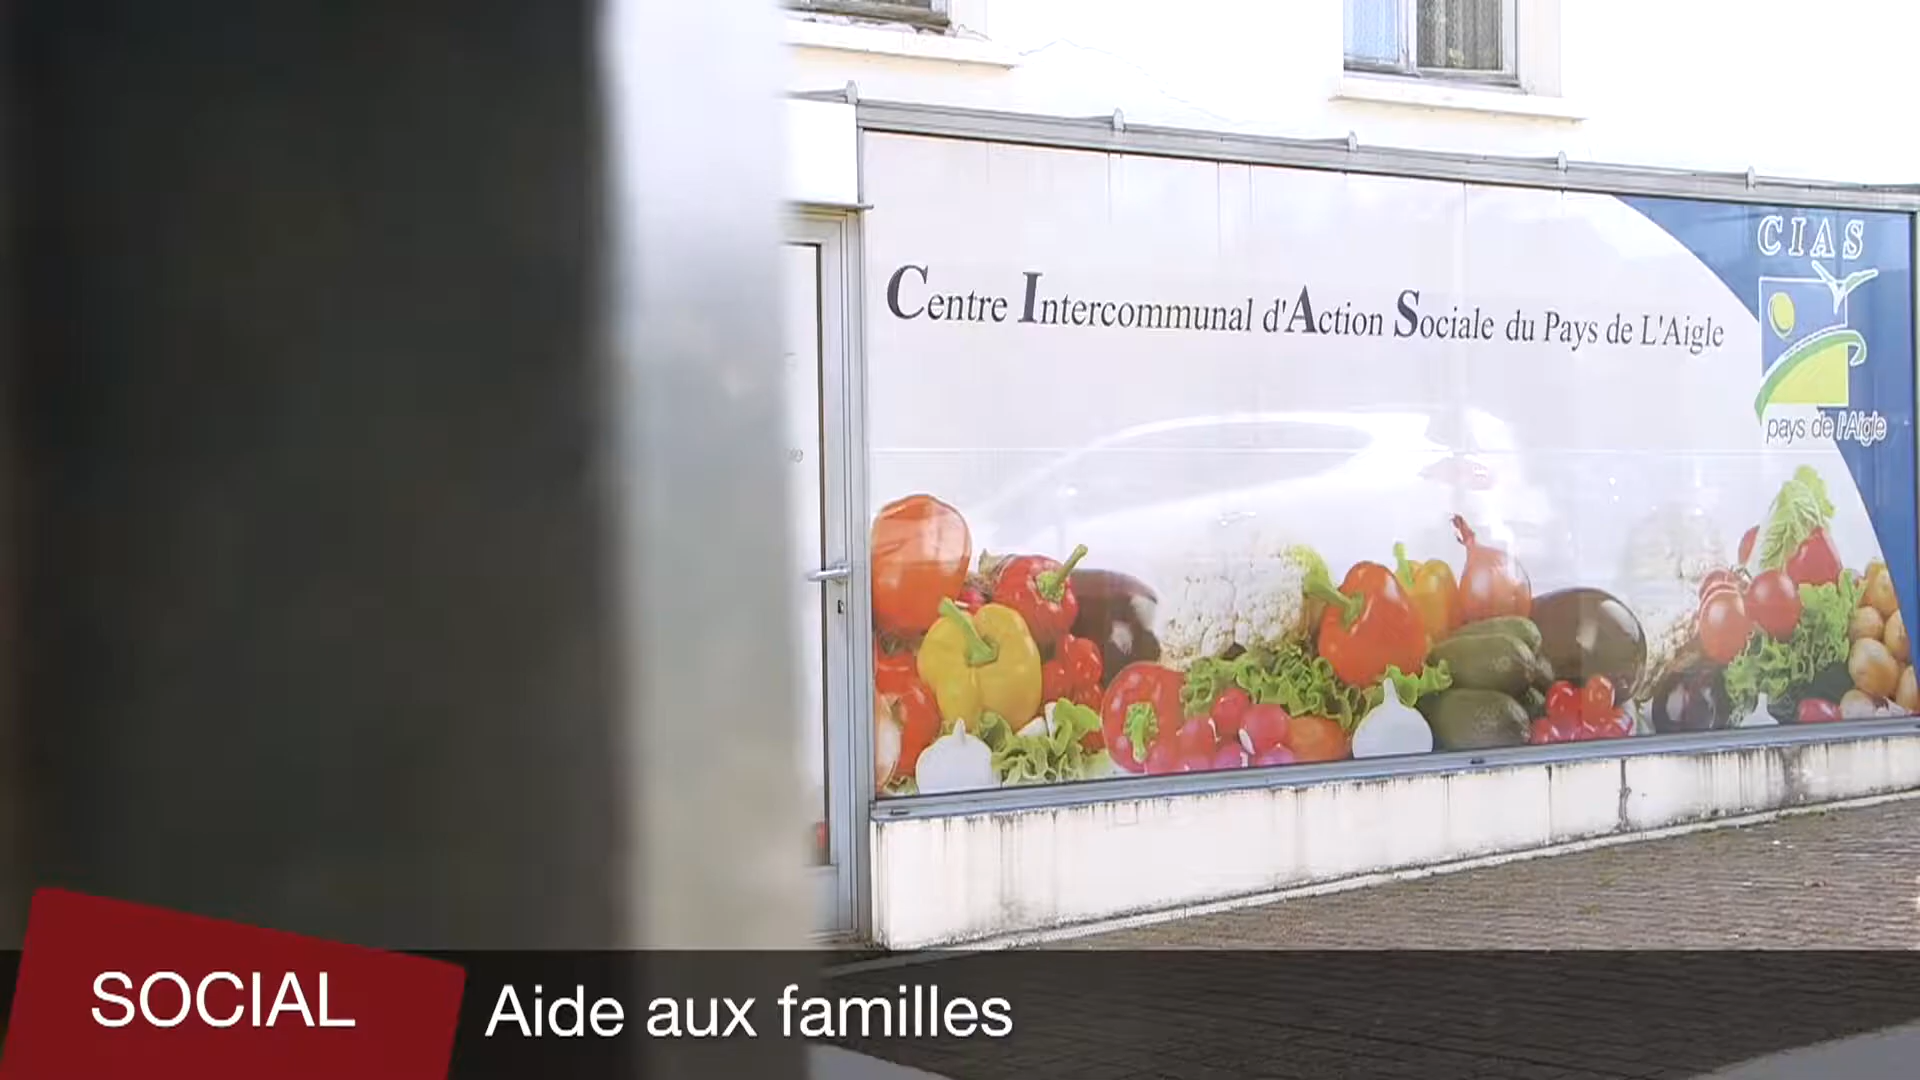 CIAS
Centre Intercommunal d'Action Sociale du Pays de L'Aigle
pays de l'Aigle
SOCIAL
Aide aux familles